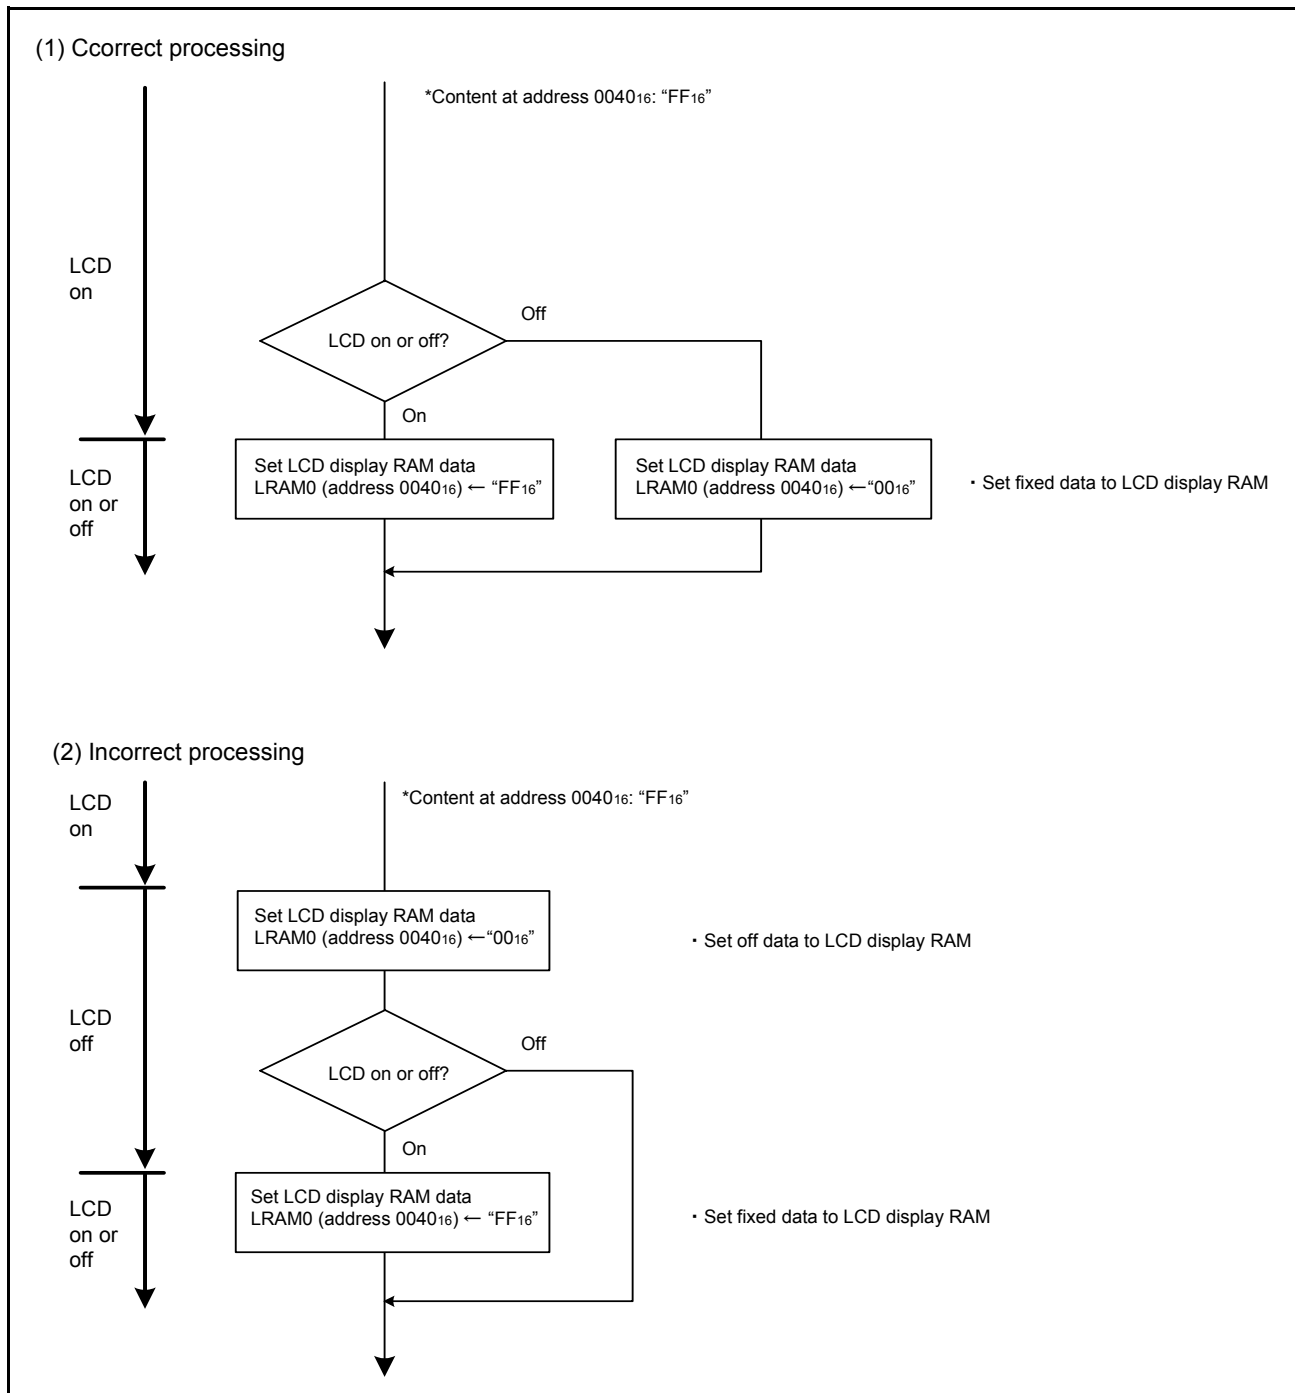 (1) Ccorrect processing
*Content at address 004016: “FF16”
LCD
on
Off
LCD on or off?
On
LCD
on or
off
Set LCD display RAM data
LRAM0 (address 004016) ← “FF16”
Set LCD display RAM data
LRAM0 (address 004016) ←“0016”
・Set fixed data to LCD display RAM
(2) Incorrect processing
LCD
on
*Content at address 004016: “FF16”
Set LCD display RAM data
LRAM0 (address 004016) ←“0016”
・Set off data to LCD display RAM
LCD
off
Off
LCD on or off?
On
LCD
on or
off
Set LCD display RAM data
LRAM0 (address 004016) ← “FF16”
・Set fixed data to LCD display RAM